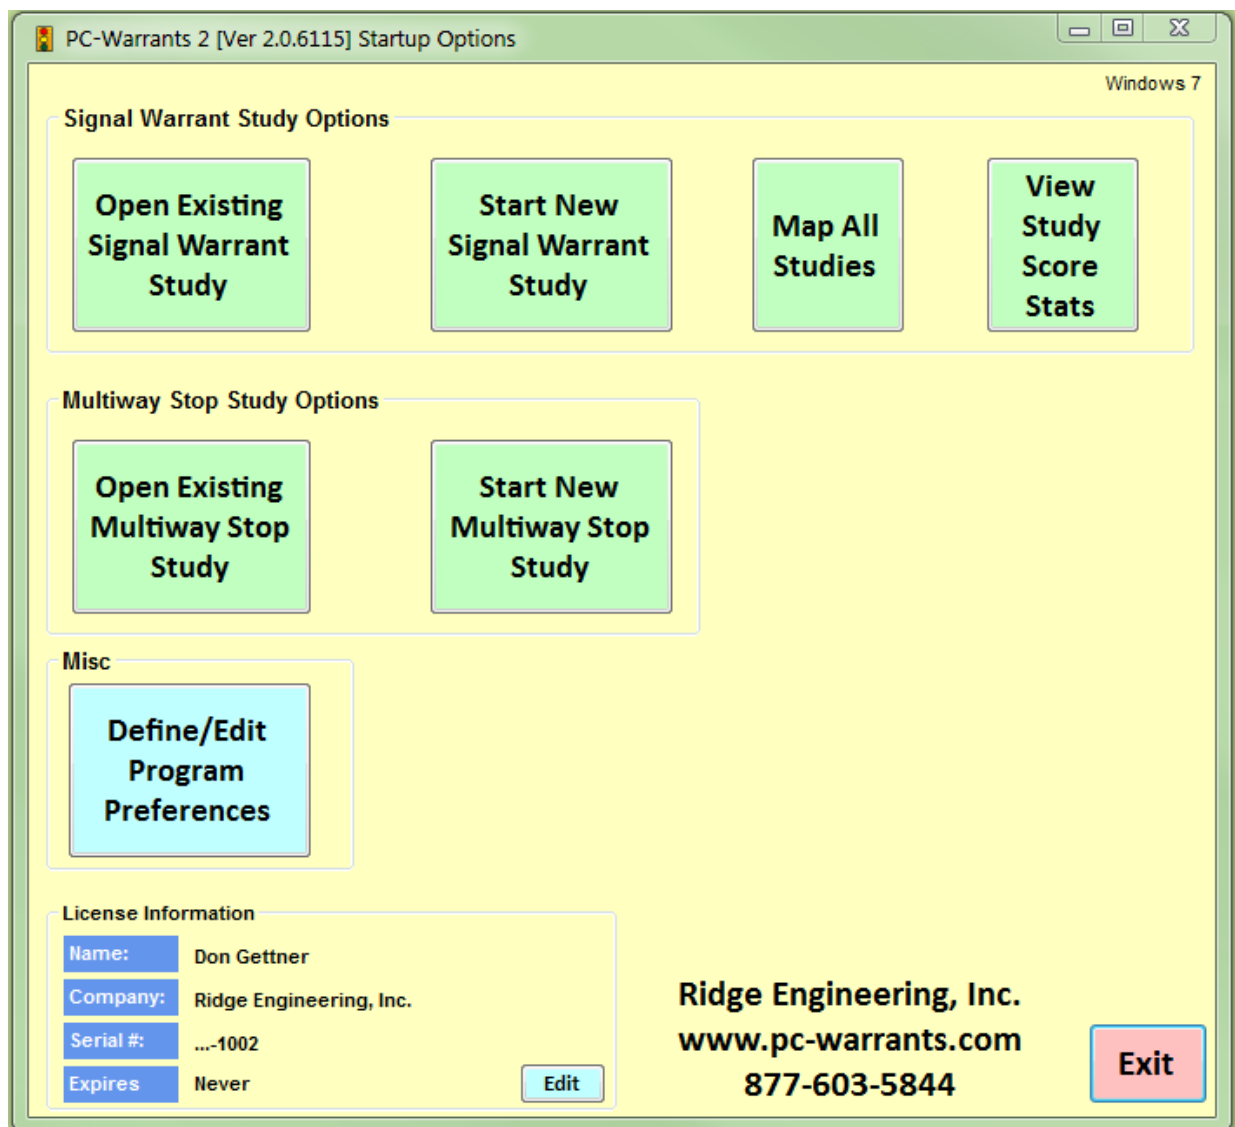 PC-Warrants 2 [Ver 2.0.6115] Startup Options
Windows 7
Signal Warrant Study Options
Open Existing
Signal Warrant
Study
Start New
Signal Warrant
Study
Map All
Studies
View
Study
Score
Stats
Multiway Stop Study Options
Open Existing
Multiway Stop
Study
Start New
Multiway Stop
Study
Misc
Define/Edit
Program
Preferences
License Information
Name: Don Gettner
Company: Ridge Engineering, Inc.
Serial #: ...-1002
Expires Never
Edit
Ridge Engineering, Inc.
www.pc-warrants.com
877-603-5844
Exit